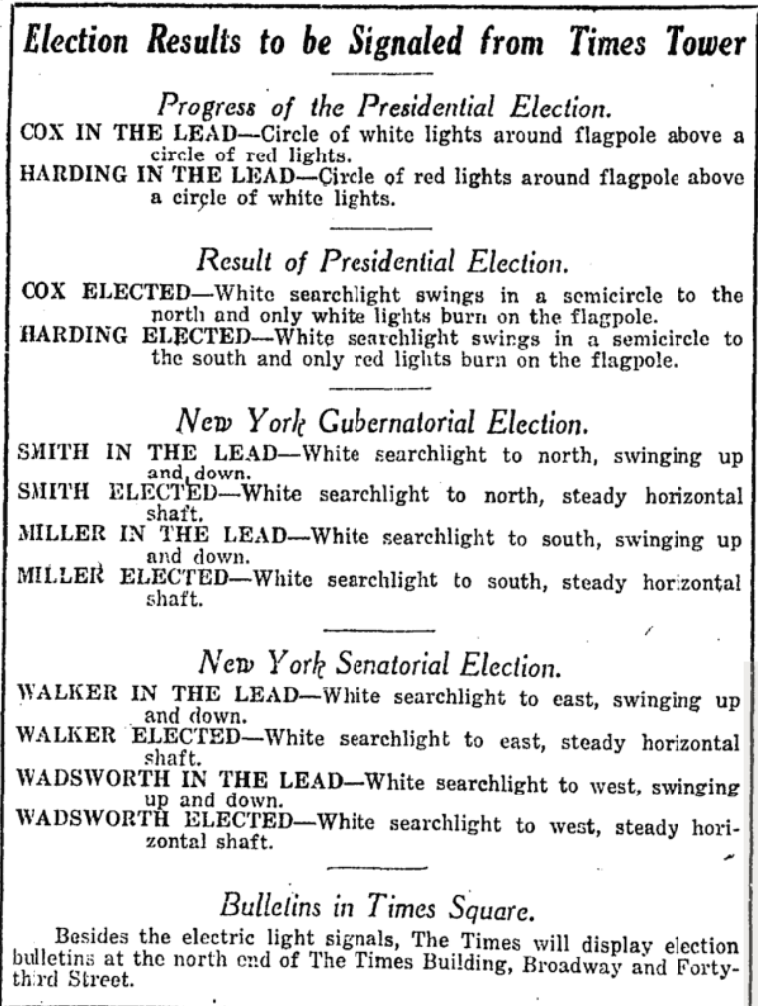 Election Results to be Signaled from Times Tower
Progress of the Presidential Election.
COX IN THE LEAD—Circle of white lights around flagpole above a
circle of red lights.
HARDING IN THE LEAD—Circle of red lights around flagpole above
a circle of white lights.
Result of Presidential Election.
COX ELECTED—White searchlight swings in a semicircle to the
north and only white lights burn on the flagpole.
HARDING ELECTED—White searchlight swings in a semicircle to
the south and only red lights burn on the flagpole.
New York Gubernatorial Election.
SMITH IN THE LEAD—White searchlight to north, swinging up
and down.
SMITH ELECTED—White searchlight to north, steady horizontal
shaft.
MILLER IN THE LEAD—White searchlight to south, swinging up
and down.
MILLER ELECTED—White searchlight to south, steady horizontal
shaft.
New York Senatorial Election.
WALKER IN THE LEAD—White searchlight to east, swinging up
and down.
WALKER ELECTED—White searchlight to east, steady horizontal
shaft.
WADSWORTH IN THE LEAD—White searchlight to west, swinging
up and down.
WADSWORTH ELECTED—White searchlight to west, steady hori-
zontal shaft.
Bulletins in Times Square.
Besides the electric light signals, The Times will display election
bulletins at the north end of The Times Building, Broadway and Forty-
third Street.